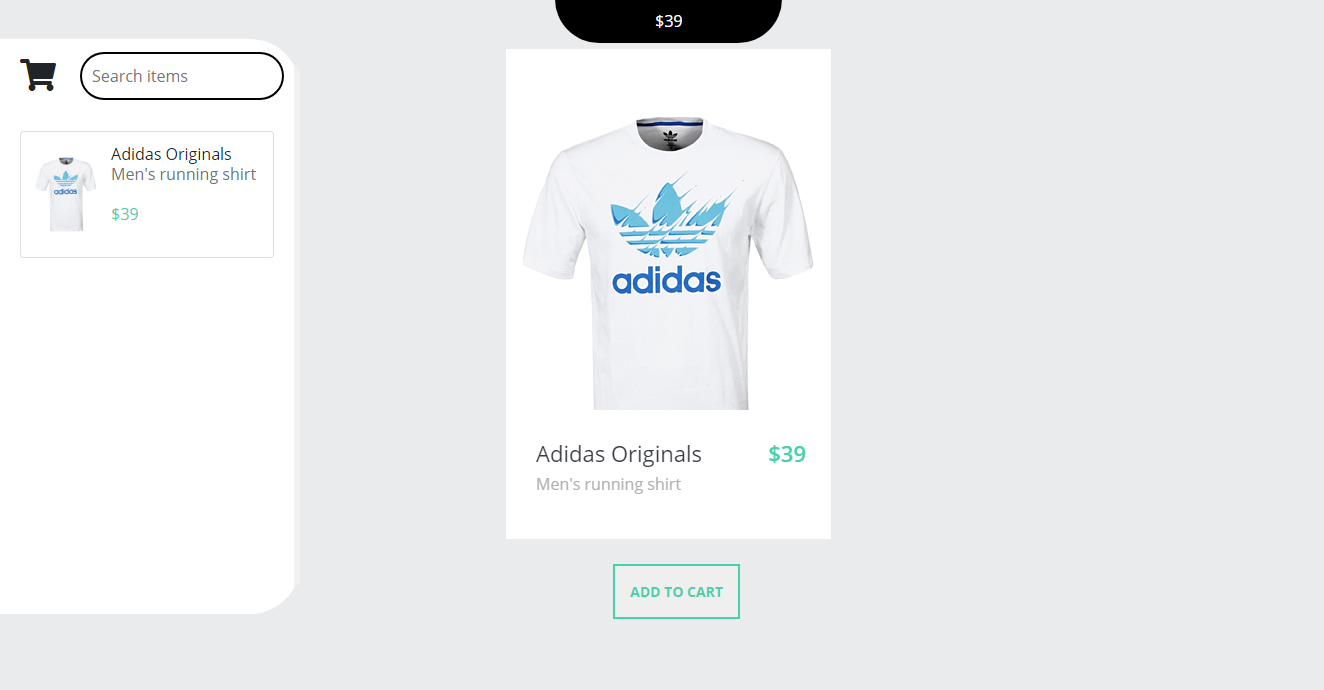 $39
Search items
Adidas Originals
Men's running shirt
$39
adidas
adidas
Adidas Originals
$39
Men's running shirt
ADD TO CART